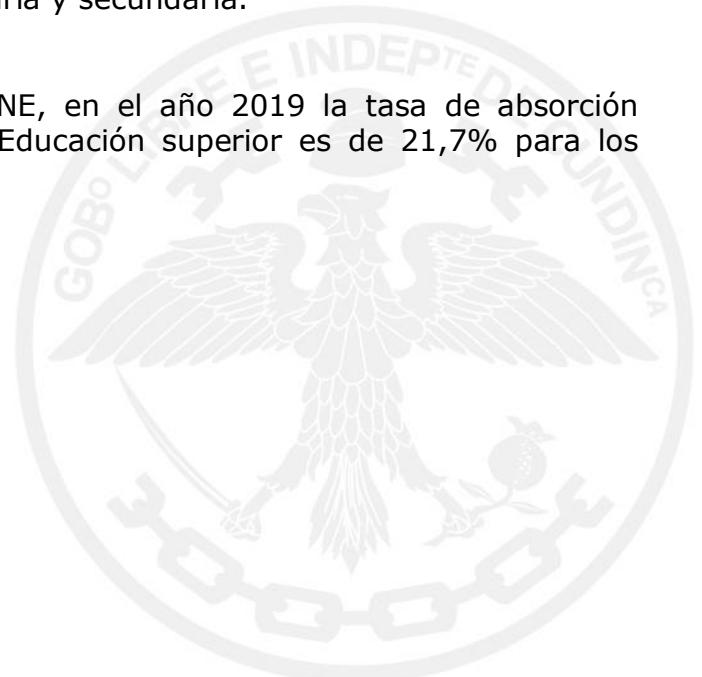 y secundaria.
NE, en el año 2019 la tasa de absorción
Educación superior es de 21,7% para los
GOBº LIBRE E INDEPTE DE CUNDINCA